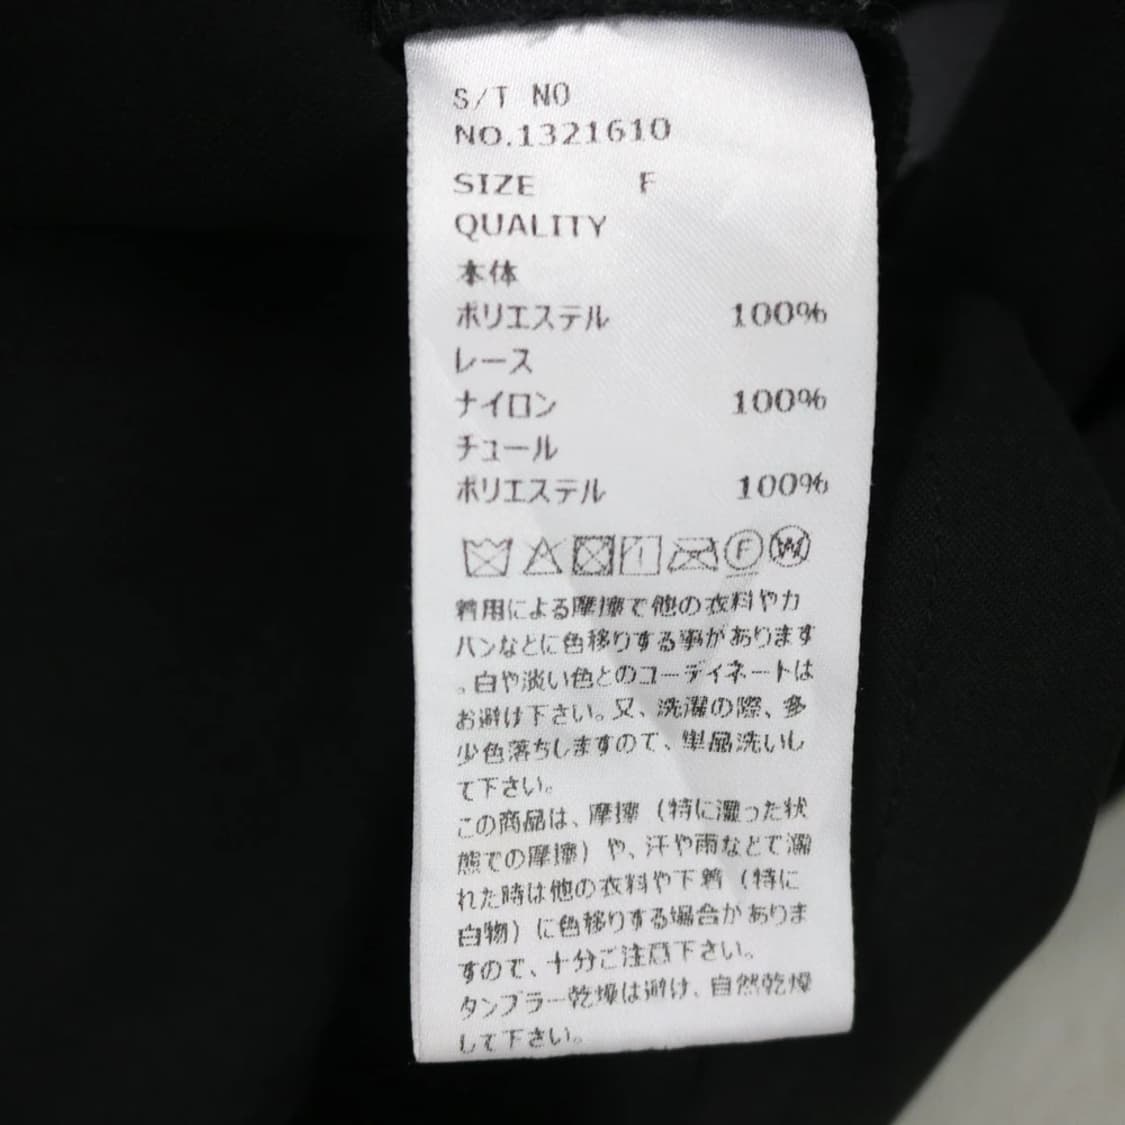 S/T NO
NO.1321610
SIZE F
QUALITY
本体
ポリエステル 100%
レース
ナイロン 100%
チュール
ポリエステル 100%
F W
着用による摩擦で他の衣料やカ
バンなどに色移りする事があります
。白や淡い色とのコーディネートは
お避け下さい。又、洗濯の際、多
少色落ちしますので、単品洗いし
て下さい。
この商品は、摩擦（特に濡った状
態での摩擦）や、汗や雨などで濡
れた時は他の衣料や下着（特に
白物）に色移りする場合がありま
すので、十分ご注意下さい。
タンブラー乾燥は避け、自然乾燥
して下さい。